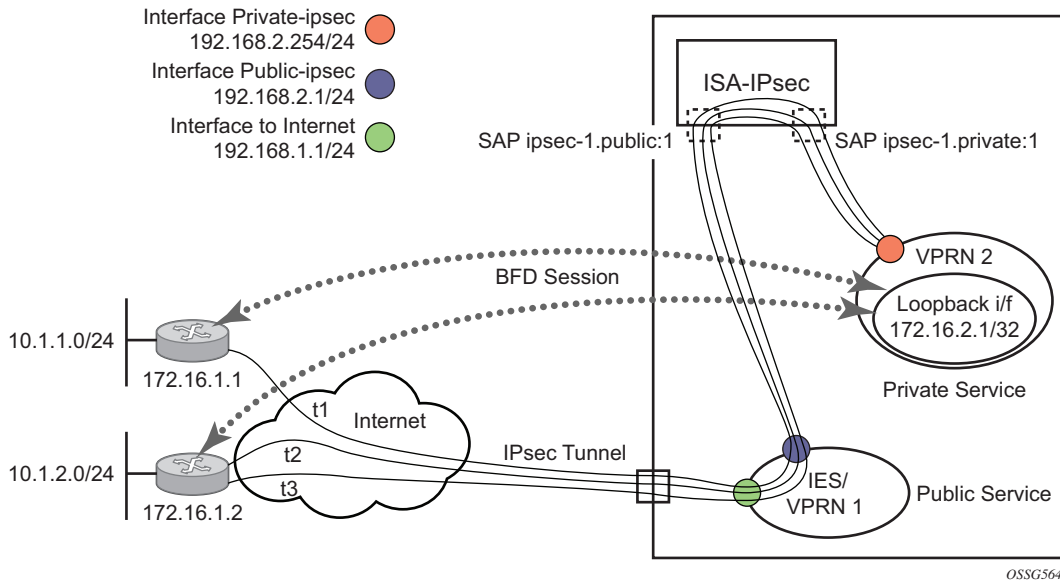 Interface Private-ipsec
192.168.2.254/24
Interface Public-ipsec
192.168.2.1/24
Interface to Internet
192.168.1.1/24
ISA-IPsec
SAP ipsec-1.public:1
SAP ipsec-1.private:1
BFD Session
VPRN 2
Loopback i/f
172.16.2.1/32
Private Service
10.1.1.0/24
172.16.1.1
t1
Internet
t2
IPsec Tunnel
10.1.2.0/24
t3
172.16.1.2
IES/
VPRN 1
Public Service
OSSG564